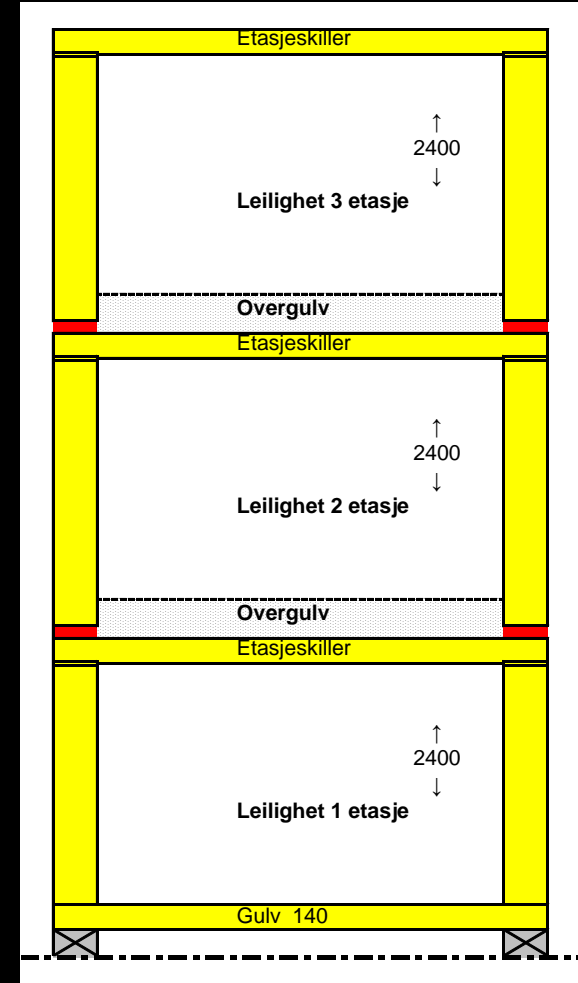 Etasjeskiller
↑
2400
↓
Leilighet 3 etasje
Overgulv
Etasjeskiller
↑
2400
↓
Leilighet 2 etasje
Overgulv
Etasjeskiller
↑
2400
↓
Leilighet 1 etasje
Gulv 140